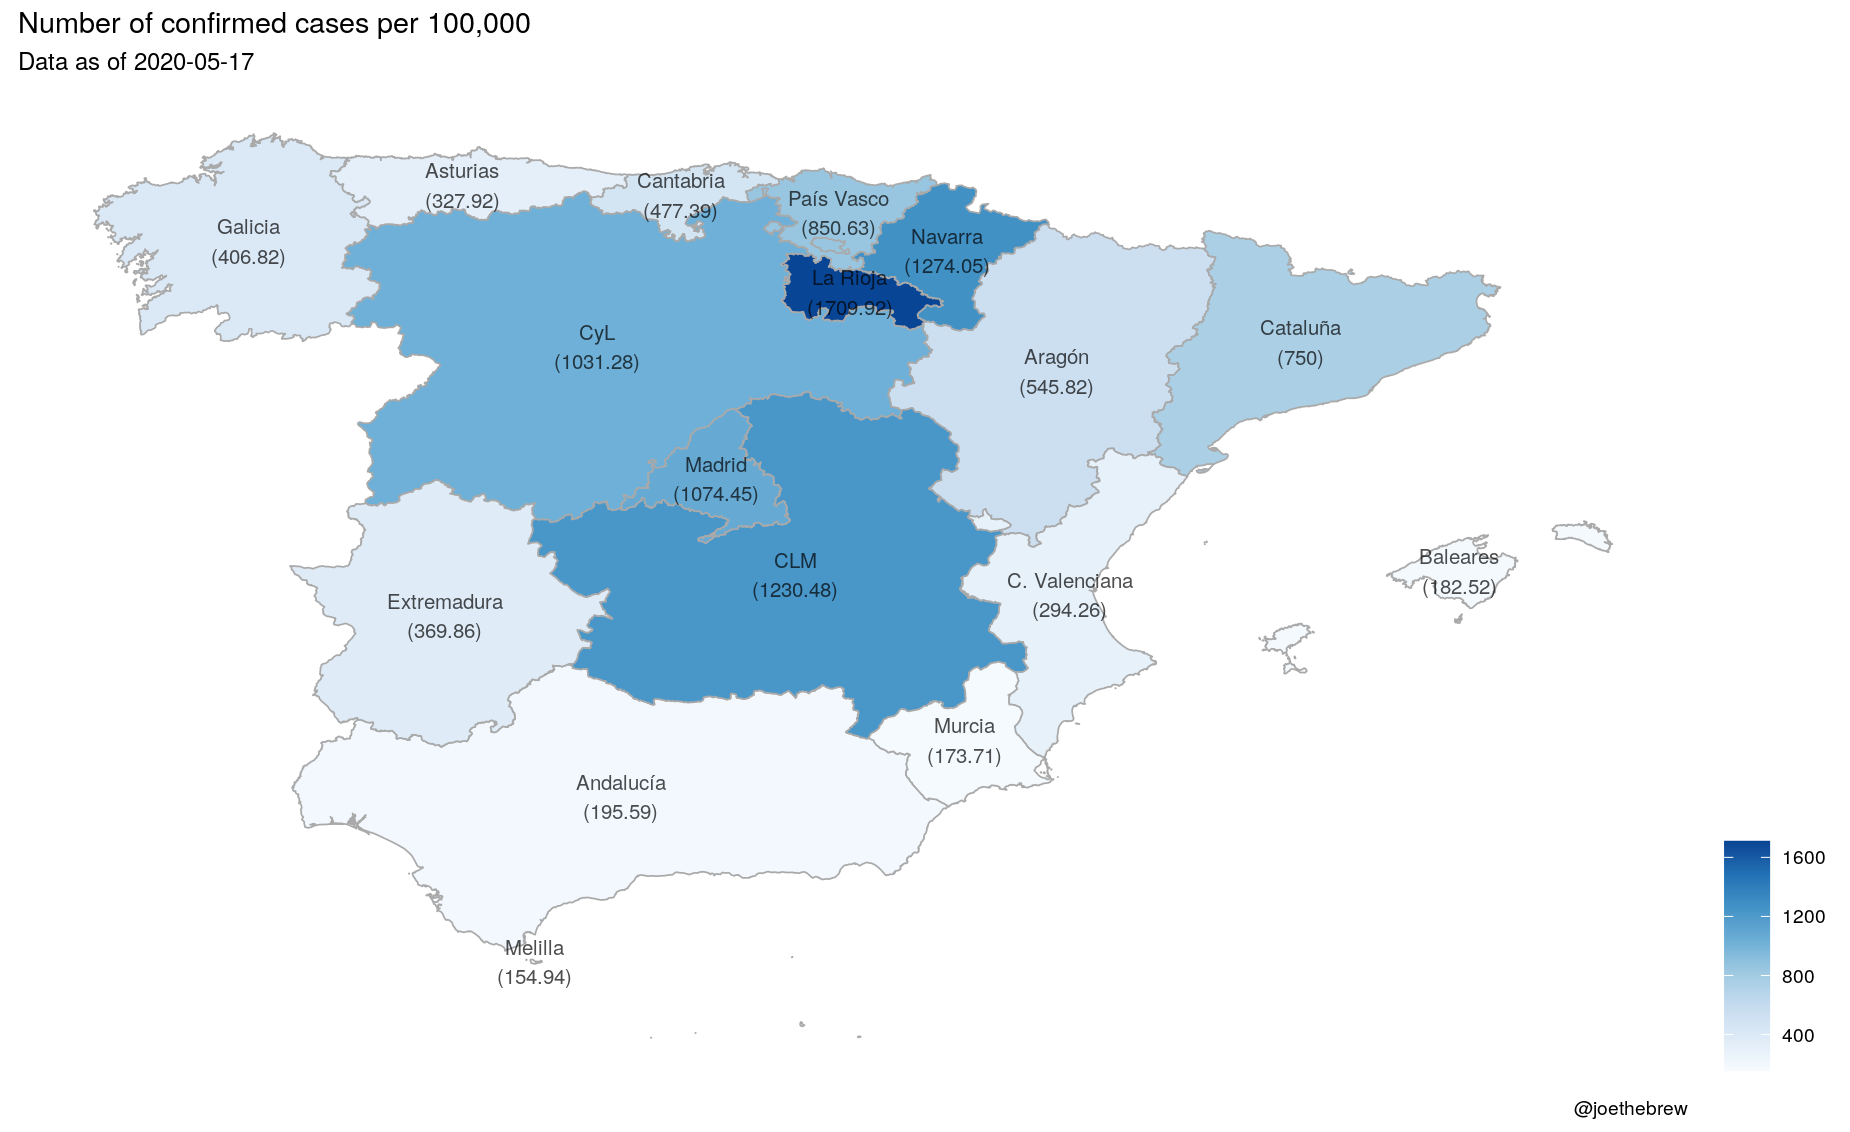 Number of confirmed cases per 100,000
Data as of 2020-05-17
Asturias
(327.92)
Cantabria
(477.39)
País Vasco
(850.63)
Galicia
(406.82)
Navarra
(1274.05)
La Rioja
(1709.92)
CyL
(1031.28)
Aragón
(545.82)
Cataluña
(750)
Madrid
(1074.45)
CLM
(1230.48)
Extremadura
(369.86)
C. Valenciana
(294.26)
Baleares
(182.52)
Murcia
(173.71)
Andalucía
(195.59)
Melilla
(154.94)
1600
1200
800
400
@joethebrew